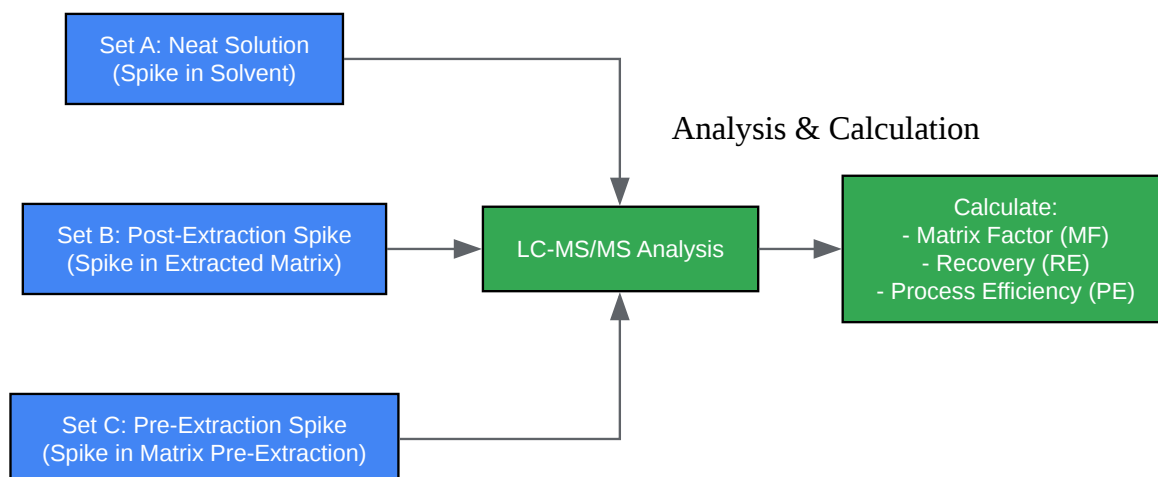 Set A: Neat Solution
(Spike in Solvent)
Analysis & Calculation
Set B: Post-Extraction Spike
(Spike in Extracted Matrix)
LC-MS/MS Analysis
Calculate:
- Matrix Factor (MF)
- Recovery (RE)
- Process Efficiency (PE)
Set C: Pre-Extraction Spike
(Spike in Matrix Pre-Extraction)